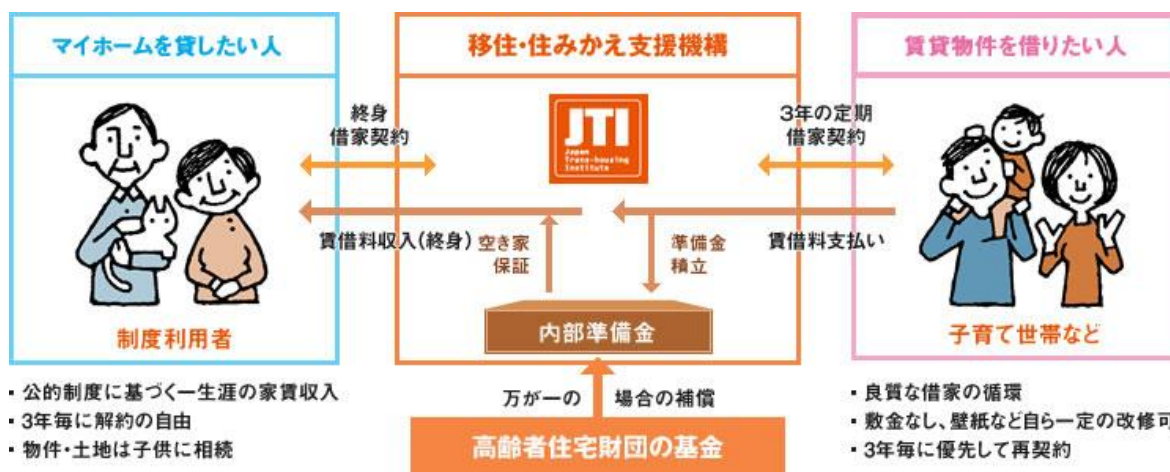 マイホームを貸したい人
移住・住みかえ支援機構
賃貸物件を借りたい人
終身
借家契約
JTI
Japan
Trans-housing
Institute
3年の定期
借家契約
賃借料収入(終身)
空き家
保証
準備金
積立
賃借料支払い
制度利用者
内部準備金
子育て世帯など
・公的制度に基づく一生涯の家賃収入
・3年毎に解約の自由
・物件・土地は子供に相続
万が一の 場合の補償
高齢者住宅財団の基金
・良質な借家の循環
・敷金なし、壁紙など自ら一定の改修可
・3年毎に優先して再契約